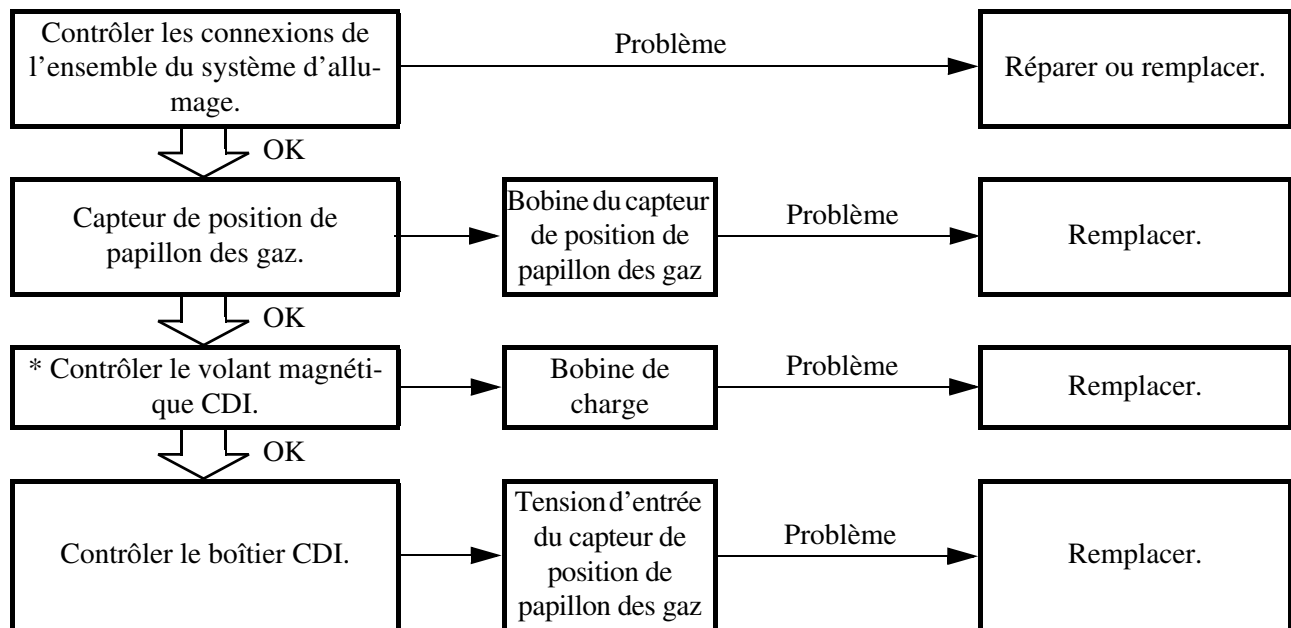 Contrôler les connexions de
l'ensemble du système d'allu-
mage.
Problème
Réparer ou remplacer.
OK
Capteur de position de
papillon des gaz.
Bobine du capteur
de position de
papillon des gaz
Problème
Remplacer.
OK
* Contrôler le volant magnéti-
que CDI.
Bobine de
charge
Problème
Remplacer.
OK
Contrôler le boîtier CDI.
Tension d'entrée
du capteur de
position de
papillon des gaz
Problème
Remplacer.